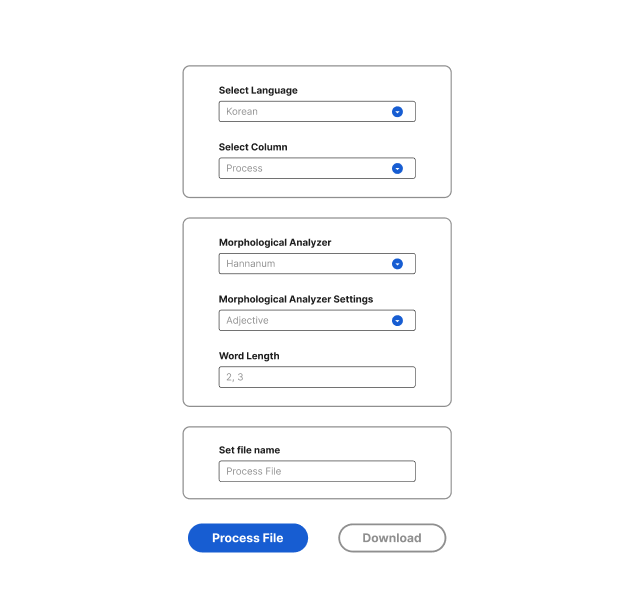 Select Language
Korean
Select Column
Process
Morphological Analyzer
Hannanum
Morphological Analyzer Settings
Adjective
Word Length
2, 3
Set file name
Process File
Process File
Download